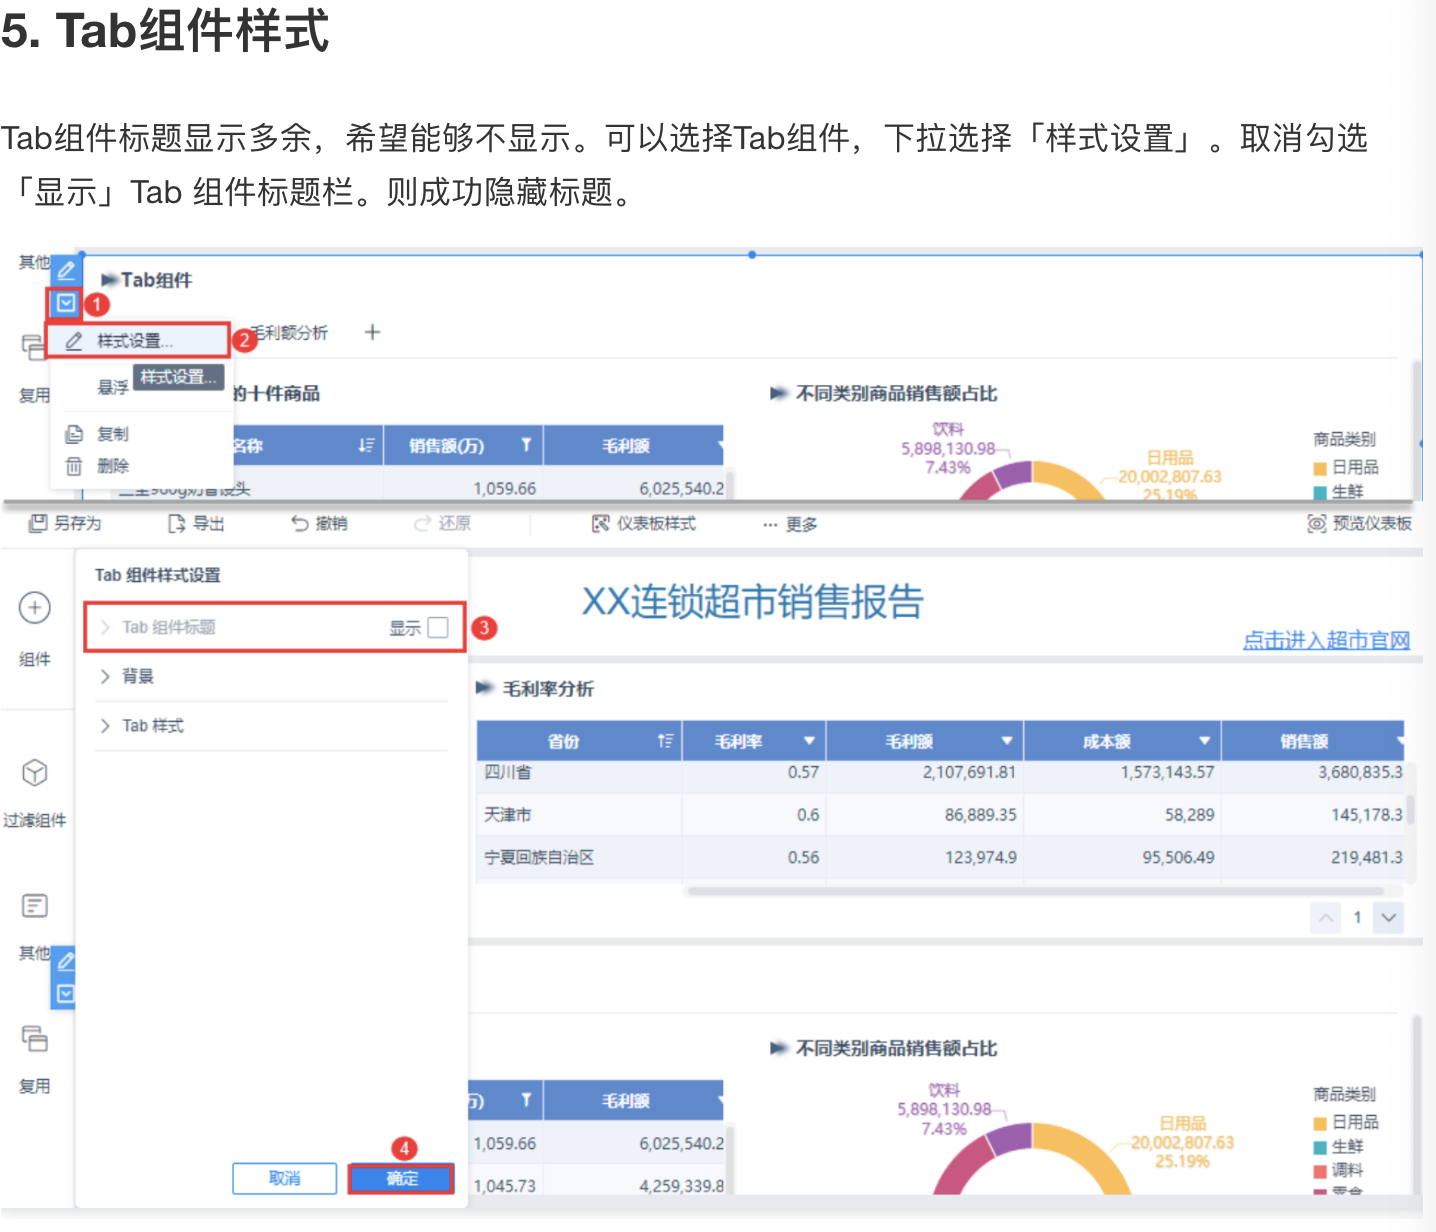 5. Tab组件样式
Tab组件标题显示多余，希望能够不显示。可以选择Tab组件，下拉选择「样式设置」。取消勾选
「显示」Tab 组件标题栏。则成功隐藏标题。
其他
Tab组件
1
毛利额分析
样式设置...
2
复用
悬浮
样式设置...
的十件商品
不同类别商品销售额占比
复制
删除
名称
销售额(万)
毛利额
1,059.66
6,025,540.2
饮料
5,898,130.98
7.43%
日用品
20,002,807.63
25.19%
商品类别
日用品
生鲜
另存为
导出
撤销
还原
仪表板样式
··· 更多
预览仪表板
组件
过滤组件
其他
复用
Tab 组件样式设置
Tab 组件标题
显示
3
背景
Tab 样式
取消
4
确定
XX连锁超市销售报告
点击进入超市官网
毛利率分析
省份 毛利率 毛利额 成本额 销售额
四川省 0.57 2,107,691.81 1,573,143.57 3,680,835.3
天津市 0.6 86,889.35 58,289 145,178.3
宁夏回族自治区 0.56 123,974.9 95,506.49 219,481.3
1
不同类别商品销售额占比
万)
毛利额
1,059.66 6,025,540.2
1,045.73 4,259,339.8
饮料
5,898,130.98
7.43%
日用品
20,002,807.63
25.19%
商品类别
日用品
生鲜
调料